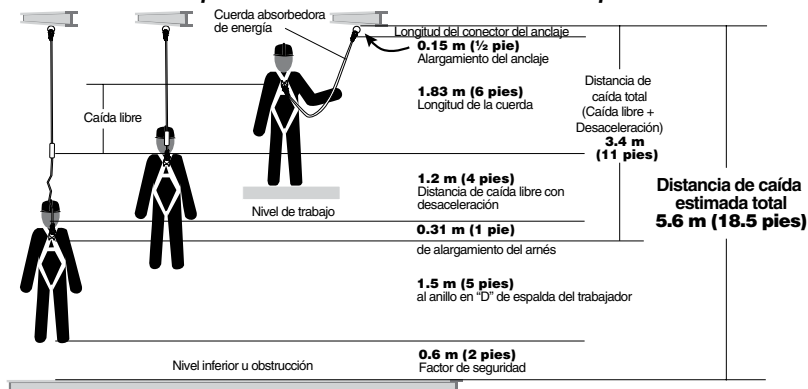 Cuerda absorbedora
de energía
Longitud del conector del anclaje
0.15 m (½ pie)
Alargamiento del anclaje
1.83 m (6 pies)
Longitud de la cuerda
Distancia de
caída total
(Caída libre +
Desaceleración)
3.4 m
(11 pies)
Caída libre
1.2 m (4 pies)
Distancia de caída libre con
desaceleración
Distancia de caída
estimada total
5.6 m (18.5 pies)
Nivel de trabajo
0.31 m (1 pie)
de alargamiento del arnés
1.5 m (5 pies)
al anillo en “D” de espalda del trabajador
0.6 m (2 pies)
Factor de seguridad
Nivel inferior u obstrucción